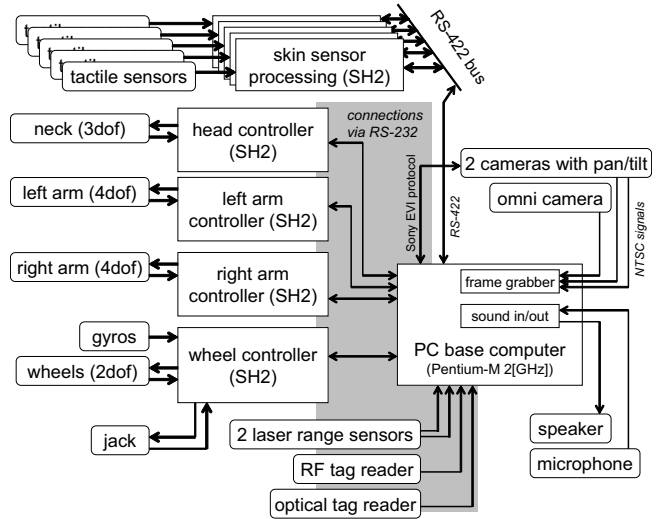 tactile sensors
skin sensor
processing (SH2)
RS-422 bus
connections
via RS-232
neck (3dof)
head controller
(SH2)
2 cameras with pan/tilt
left arm (4dof)
left arm
controller (SH2)
omni camera
Sony EVI protocol
RS-422
NTSC signals
right arm (4dof)
right arm
controller (SH2)
frame grabber
sound in/out
gyros
wheels (2dof)
wheel controller
(SH2)
PC base computer
(Pentium-M 2[GHz])
jack
2 laser range sensors
speaker
RF tag reader
microphone
optical tag reader